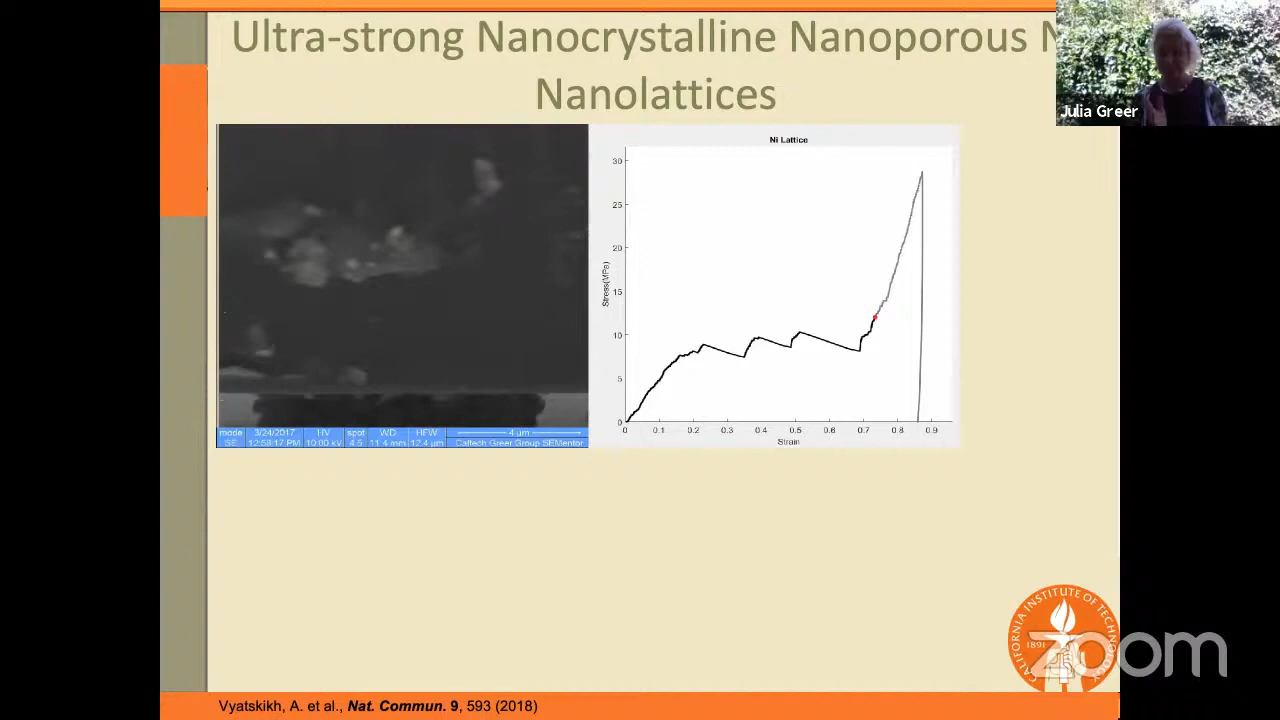 Ultra-strong Nanocrystalline Nanoporous N
Nanolattices
Julia Greer
Ni Lattice
Stress(MPa)
30
25
20
15
10
5
0
0 0.1 0.2 0.3 0.4 0.5 0.6 0.7 0.8 0.9
Strain
mode 3/24/2017 HV spot WD HFW 4 µm
SE 12:58:17 PM 10.00 kV 4.5 11.4 mm 12.4 µm Caltech Greer Group SEMentor
CALIFORNIA INSTITUTE OF TECHNOLOGY
1891
zoom
Vyatskikh, A. et al., Nat. Commun. 9, 593 (2018)